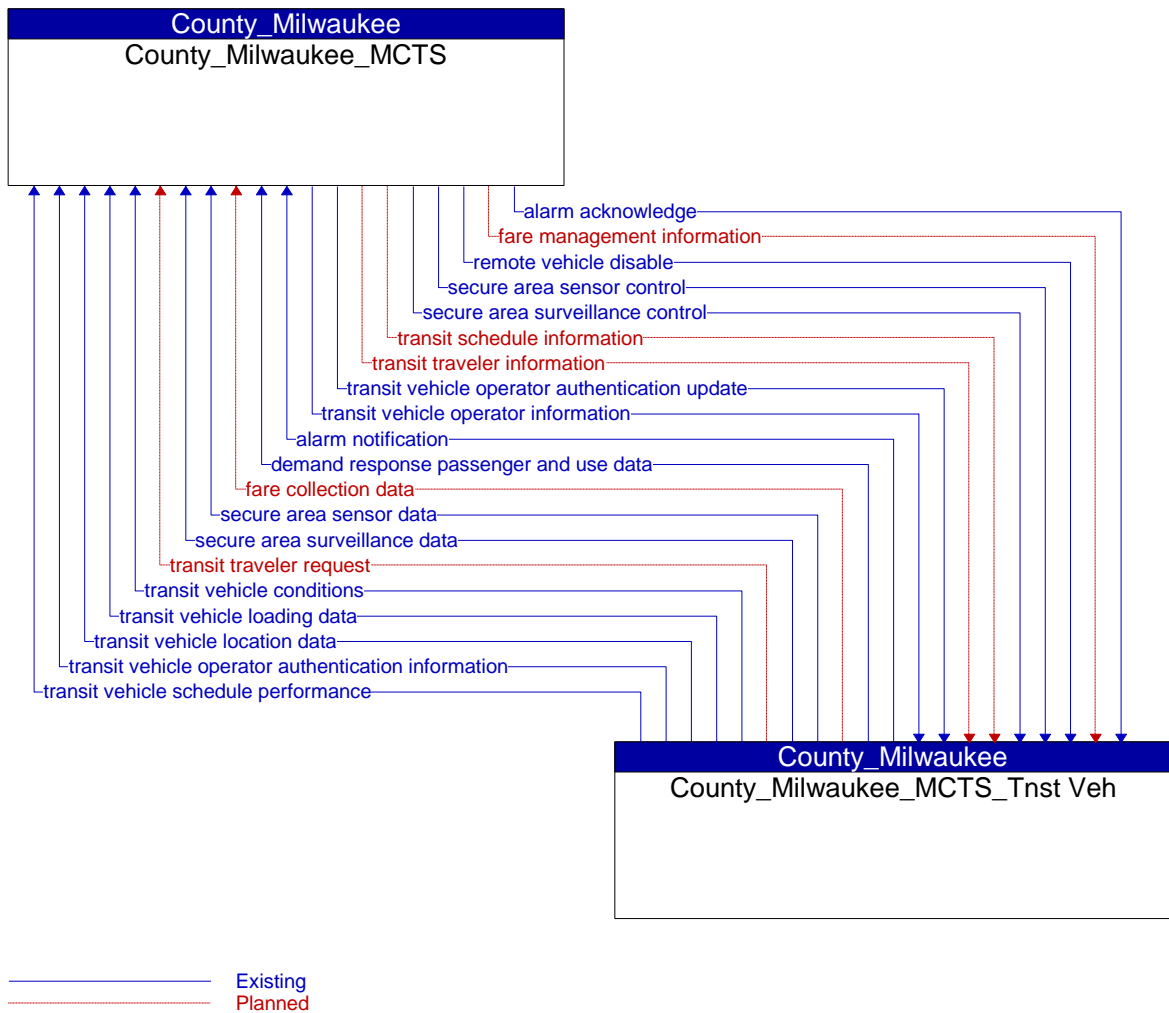 County_Milwaukee
County_Milwaukee_MCTS
alarm acknowledge
fare management information
remote vehicle disable
secure area sensor control
secure area surveillance control
transit schedule information
transit traveler information
transit vehicle operator authentication update
transit vehicle operator information
alarm notification
demand response passenger and use data
fare collection data
secure area sensor data
secure area surveillance data
transit traveler request
transit vehicle conditions
transit vehicle loading data
transit vehicle location data
transit vehicle operator authentication information
transit vehicle schedule performance
County_Milwaukee
County_Milwaukee_MCTS_Tnst Veh
Existing
Planned